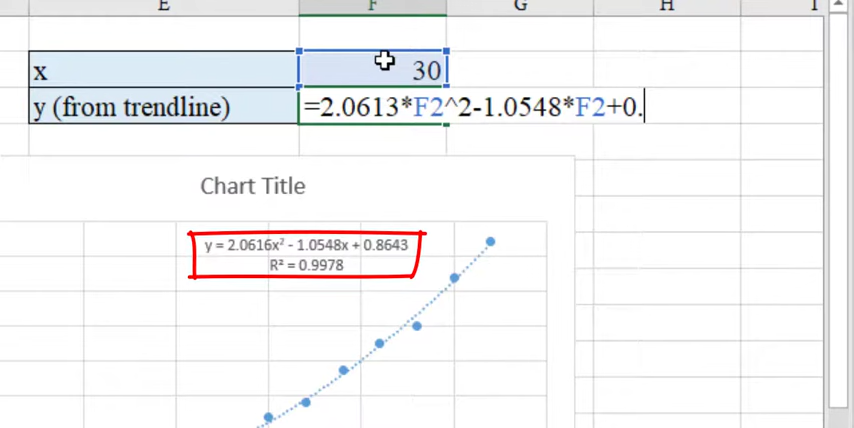 E F G H I
x 30
y (from trendline) =2.0613*F2^2-1.0548*F2+0.
Chart Title
y = 2.0616x² - 1.0548x + 0.8643
R² = 0.9978